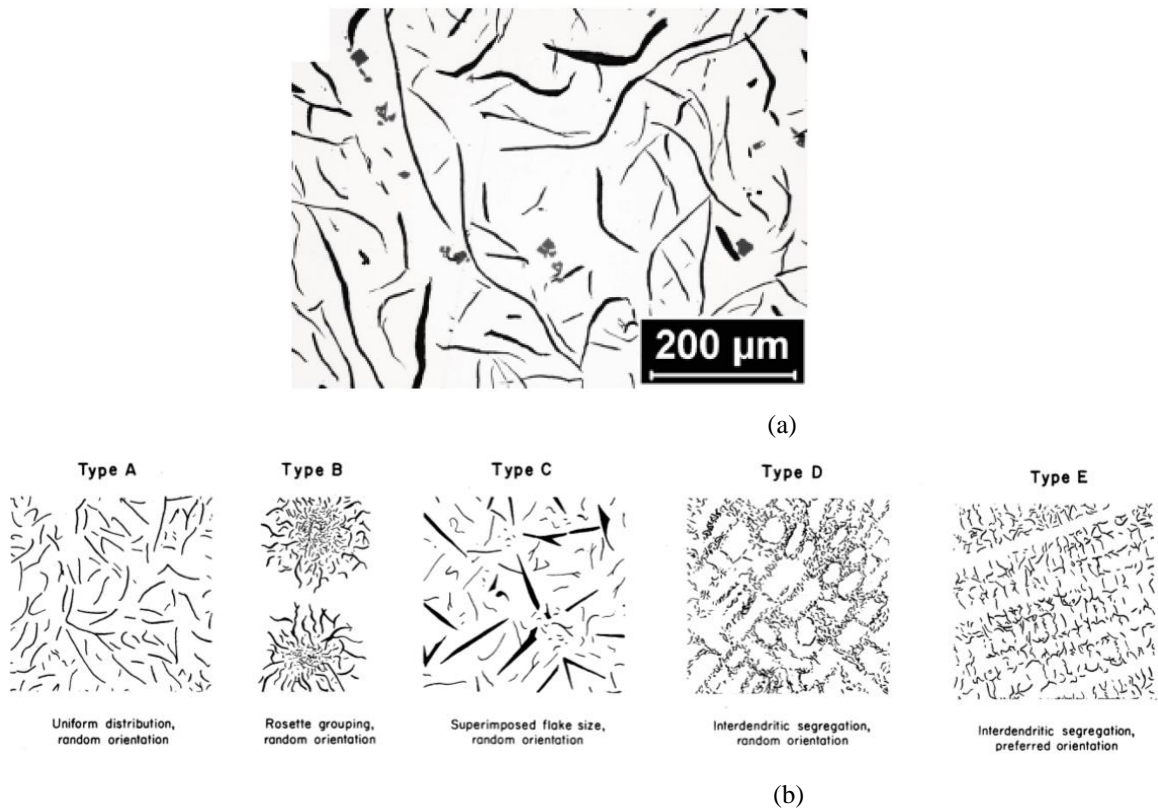 200 µm
(a)
Type A
Type B
Type C
Type D
Type E
Uniform distribution,
random orientation
Rosette grouping,
random orientation
Superimposed flake size,
random orientation
Interdendritic segregation,
random orientation
Interdendritic segregation,
preferred orientation
(b)